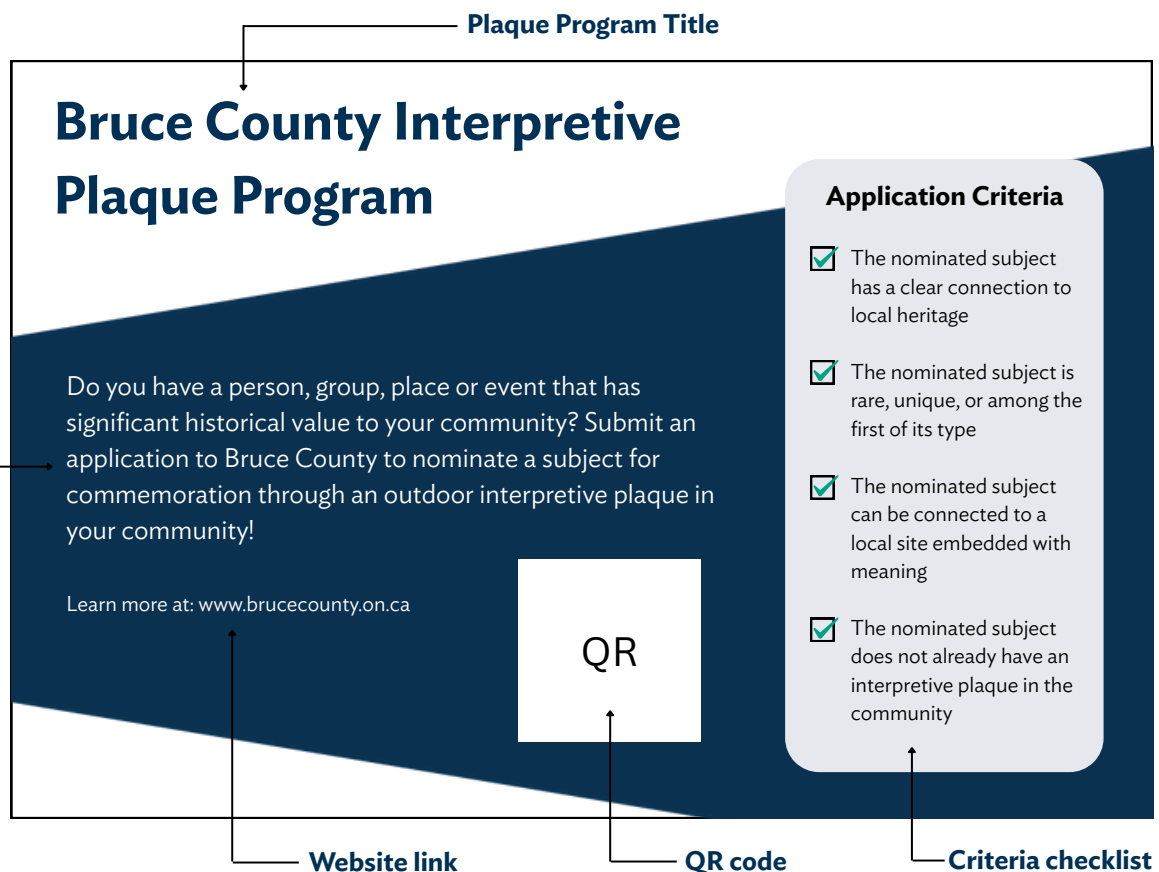 Plaque Program Title
Bruce County Interpretive
Plaque Program
Do you have a person, group, place or event that has
significant historical value to your community? Submit an
application to Bruce County to nominate a subject for
commemoration through an outdoor interpretive plaque in
your community!
Learn more at: www.brucecounty.on.ca
QR
Application Criteria
The nominated subject
has a clear connection to
local heritage
The nominated subject is
rare, unique, or among the
first of its type
The nominated subject
can be connected to a
local site embedded with
meaning
The nominated subject
does not already have an
interpretive plaque in the
community
Website link
QR code
Criteria checklist